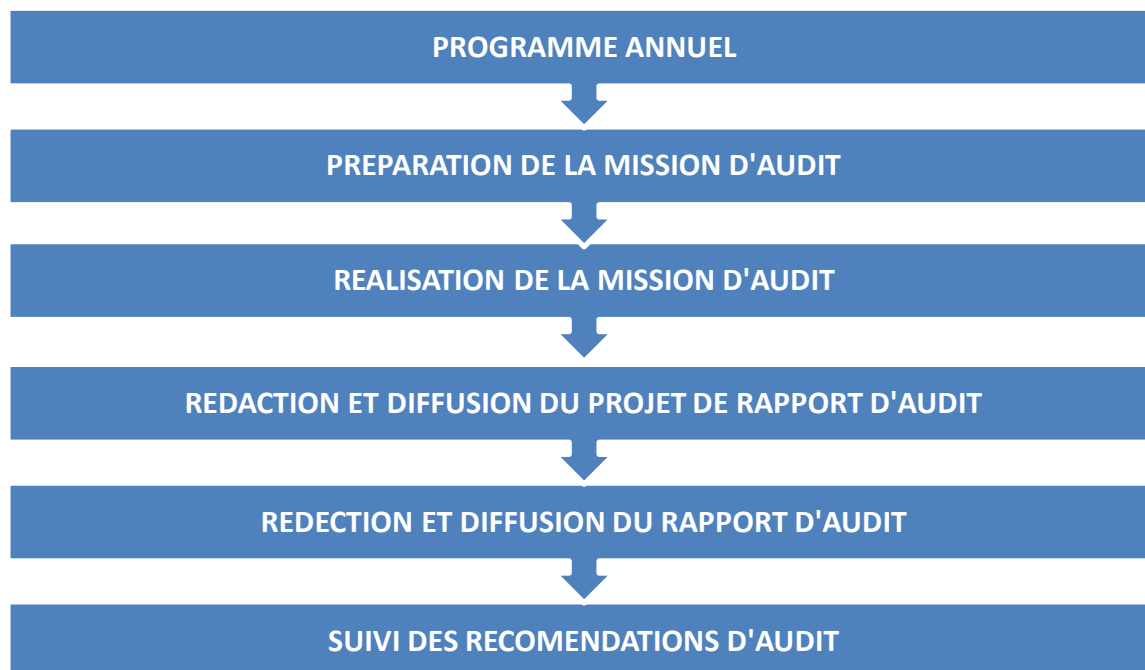 PROGRAMME ANNUEL
PREPARATION DE LA MISSION D'AUDIT
REALISATION DE LA MISSION D'AUDIT
REDACTION ET DIFFUSION DU PROJET DE RAPPORT D'AUDIT
REDECTION ET DIFFUSION DU RAPPORT D'AUDIT
SUIVI DES RECOMENDATIONS D'AUDIT